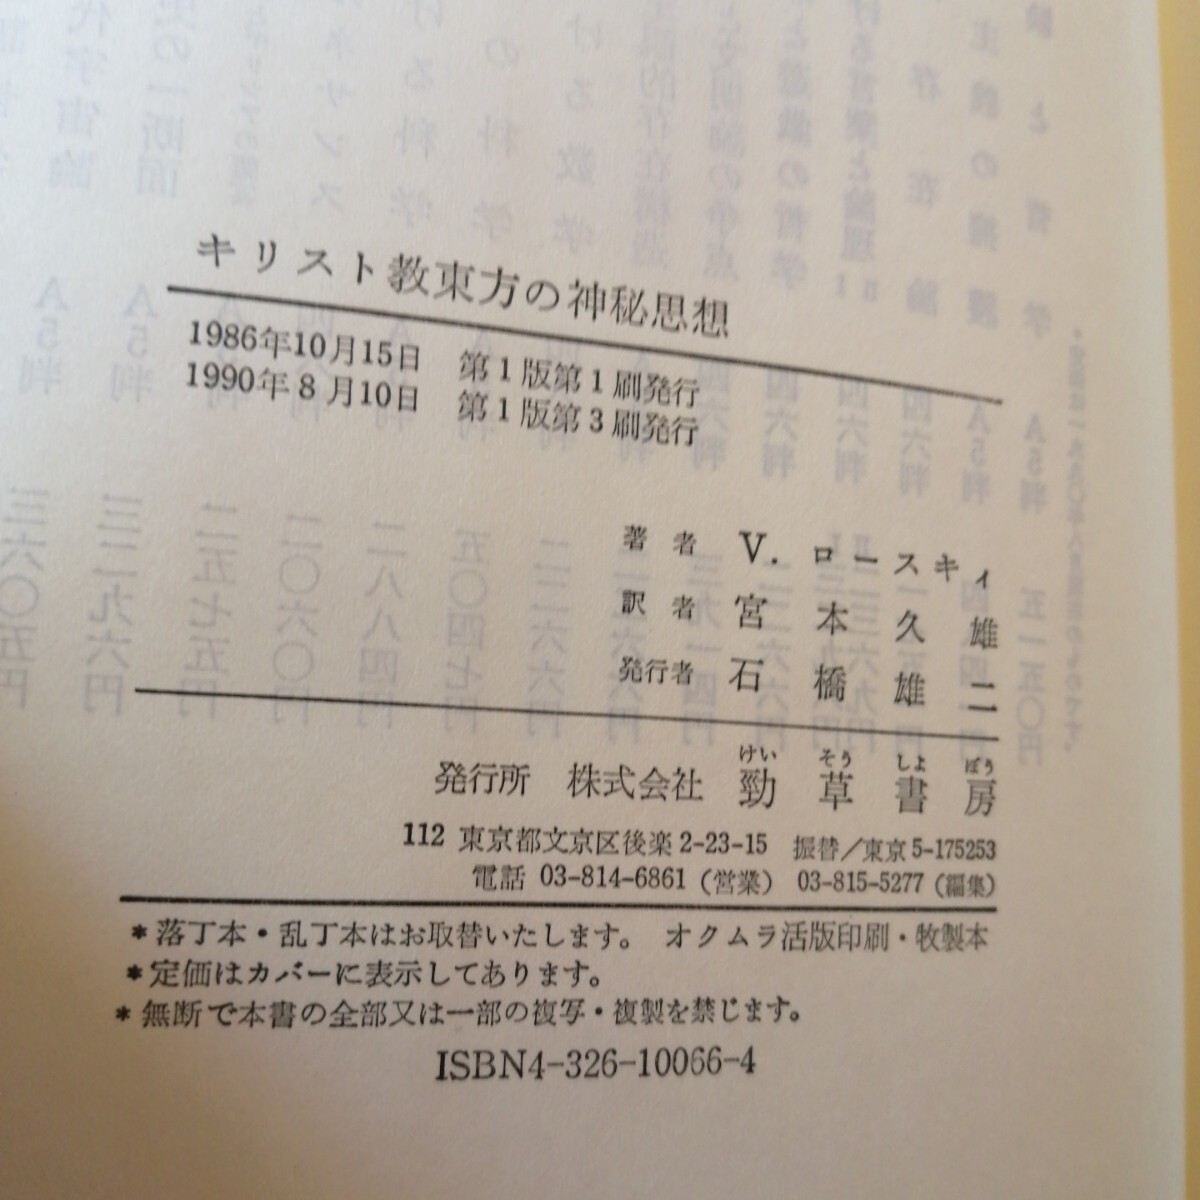 キリスト教東方の神秘思想
1986年10月15日 第1版第1刷発行
1990年8月10日 第1版第3刷発行
著者 V. ロースキィ
訳者 宮本久雄
発行者 石橋雄二
発行所 株式会社 勁草書房
けい そう しょ ぼう
112 東京都文京区後楽2-23-15 振替/東京5-175253
電話 03-814-6861(営業) 03-815-5277(編集)
*落丁本・乱丁本はお取替いたします。 オクムラ活版印刷・牧製本
*定価はカバーに表示してあります。
*無断で本書の全部又は一部の複写・複製を禁じます。
ISBN4-326-10066-4